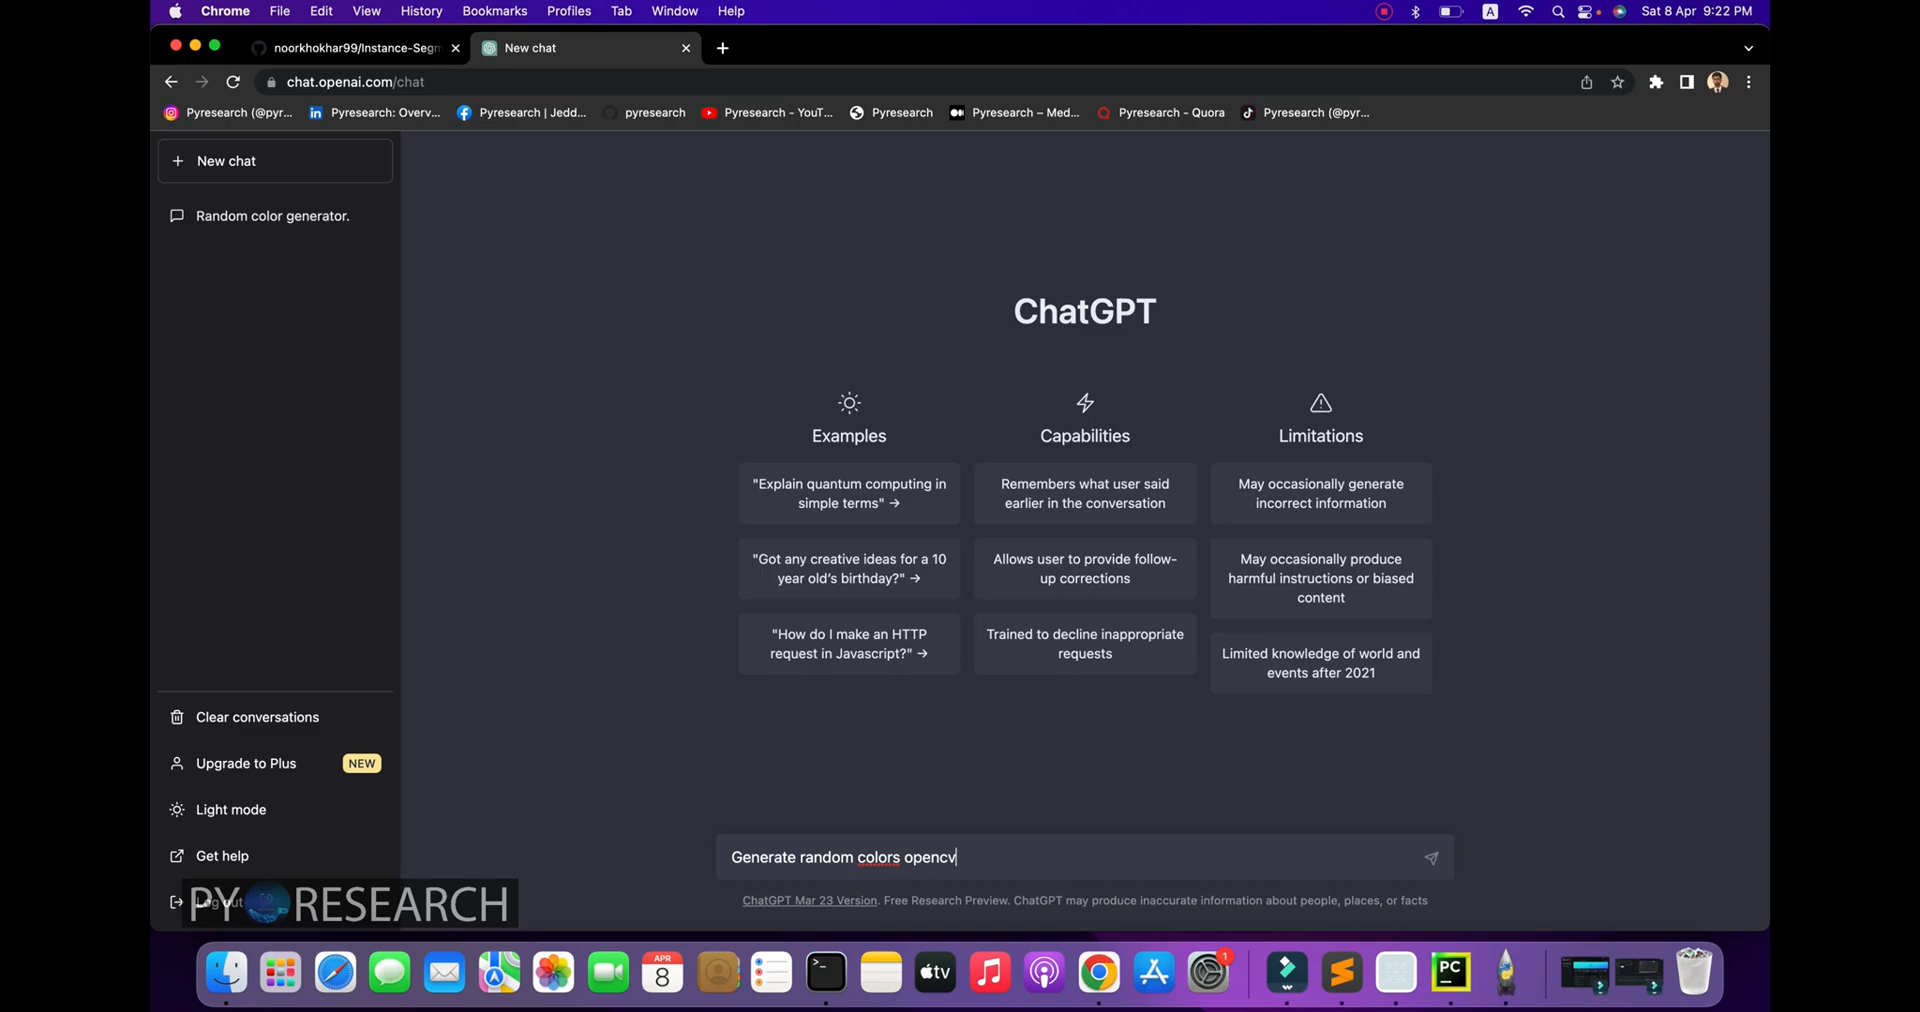 Chrome File Edit View History Bookmarks Profiles Tab Window Help A Sat 8 Apr 9:22 PM
noorkhokhar99/Instance-Segm New chat
chat.openai.com/chat
Pyresearch (@pyr... Pyresearch: Overv... Pyresearch | Jedd... pyresearch Pyresearch - YouT... Pyresearch Pyresearch – Med... Pyresearch - Quora Pyresearch (@pyr...
New chat
Random color generator.
ChatGPT
Examples
"Explain quantum computing in
simple terms" →
"Got any creative ideas for a 10
year old's birthday?" →
"How do I make an HTTP
request in Javascript?" →
Capabilities
Remembers what user said
earlier in the conversation
Allows user to provide follow-
up corrections
Trained to decline inappropriate
requests
Limitations
May occasionally generate
incorrect information
May occasionally produce
harmful instructions or biased
content
Limited knowledge of world and
events after 2021
Clear conversations
Upgrade to Plus NEW
Light mode
Get help
Log out
PY RESEARCH
Generate random colors opencv
ChatGPT Mar 23 Version. Free Research Preview. ChatGPT may produce inaccurate information about people, places, or facts
APR
8
tv
1
PC